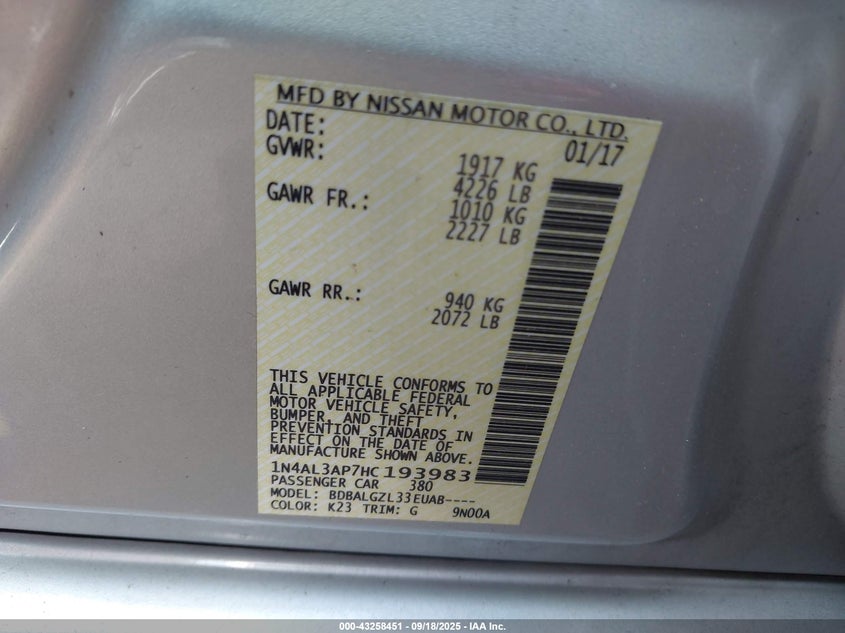 MFD BY NISSAN MOTOR CO., LTD.
DATE: 01/17
GVWR: 1917 KG
4226 LB
GAWR FR.: 1010 KG
2227 LB
GAWR RR.: 940 KG
2072 LB
THIS VEHICLE CONFORMS TO
ALL APPLICABLE FEDERAL
MOTOR VEHICLE SAFETY,
BUMPER, AND THEFT
PREVENTION STANDARDS IN
EFFECT ON THE DATE OF
MANUFACTURE SHOWN ABOVE.
1N4AL3AP7HC193983
PASSENGER CAR 380
MODEL: BDBALGZL33EUAB----
COLOR: K23 TRIM: G 9N00A
000-43258451 - 09/18/2025 - IAA Inc.